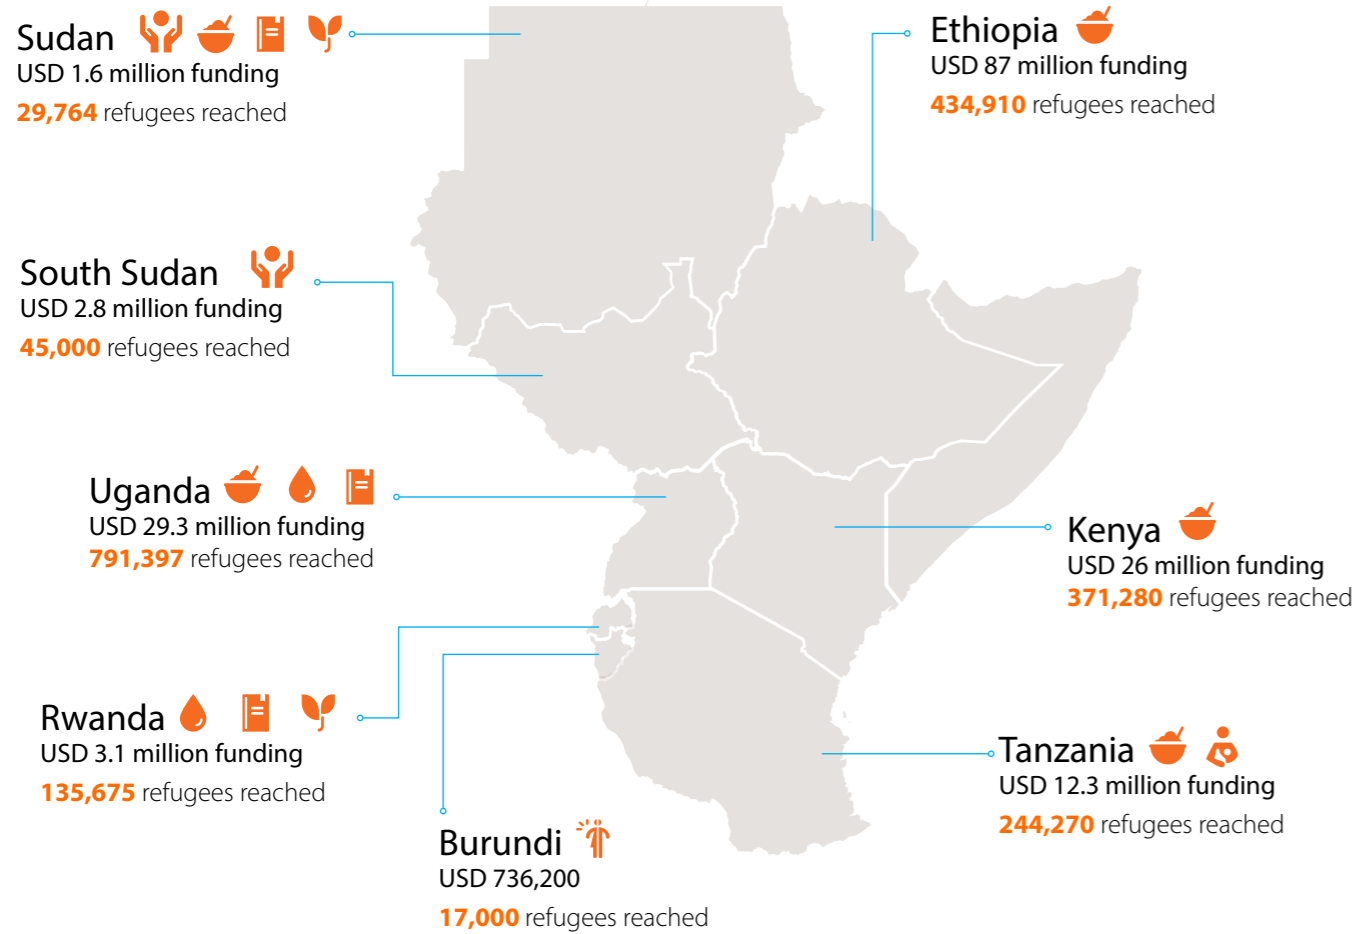 Sudan
USD 1.6 million funding
29,764 refugees reached
Ethiopia
USD 87 million funding
434,910 refugees reached
South Sudan
USD 2.8 million funding
45,000 refugees reached
Uganda
USD 29.3 million funding
791,397 refugees reached
Kenya
USD 26 million funding
371,280 refugees reached
Rwanda
USD 3.1 million funding
135,675 refugees reached
Tanzania
USD 12.3 million funding
244,270 refugees reached
Burundi
USD 736,200
17,000 refugees reached